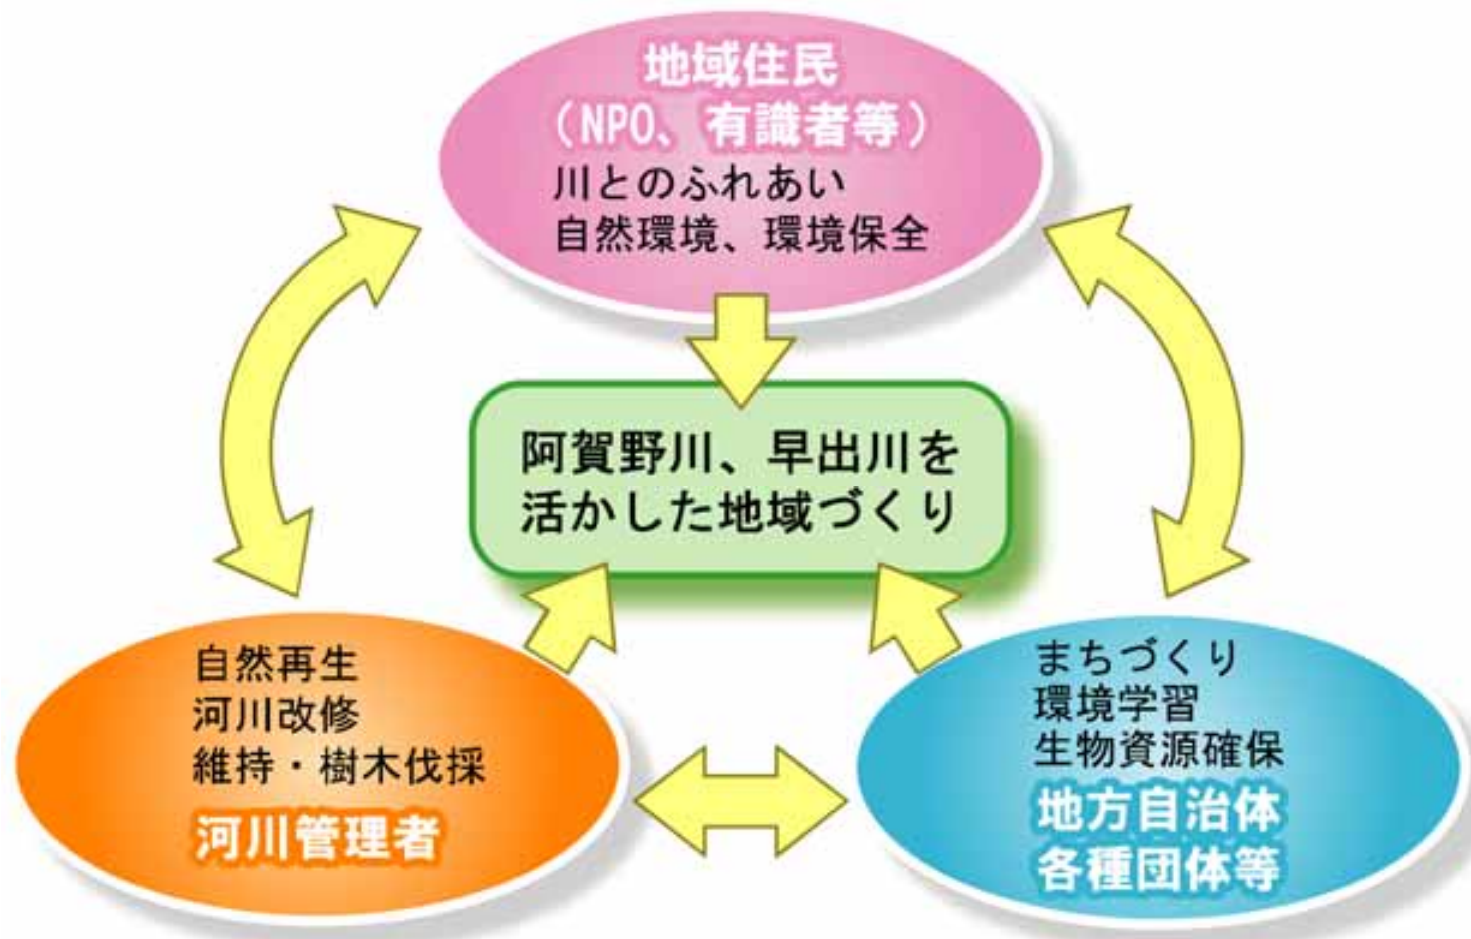 地域住民
（NPO、有識者等）
川とのふれあい
自然環境、環境保全
阿賀野川、早出川を
活かした地域づくり
自然再生
河川改修
維持・樹木伐採
河川管理者
まちづくり
環境学習
生物資源確保
地方自治体
各種団体等